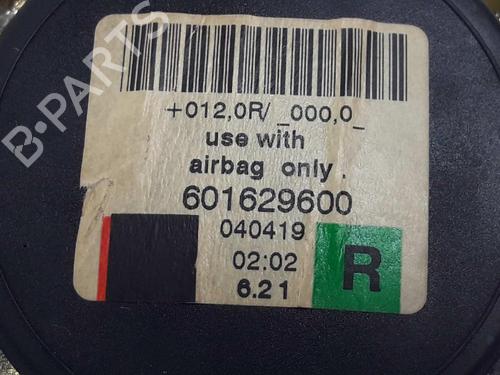 +012,0R/ _000,0_
use with
airbag only .
601629600
040419
02:02
6.21
R
B-PARTS